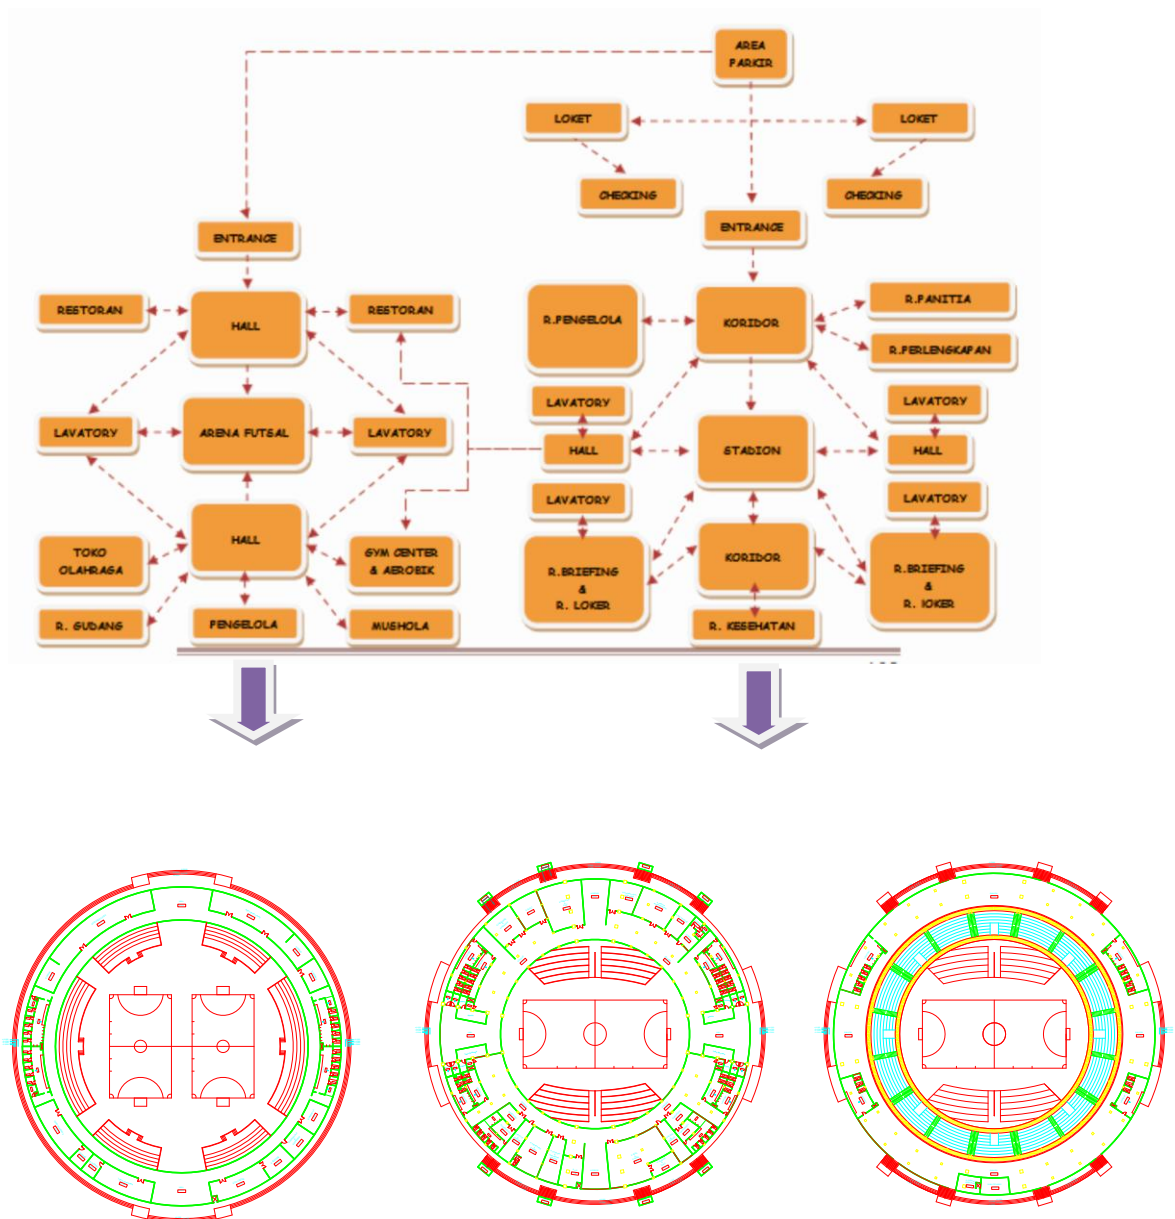 AREA
PARKIR
LOKET
LOKET
CHECKING
CHECKING
ENTRANCE
ENTRANCE
RESTORAN
HALL
RESTORAN
R.PENGELOLA
KORIDOR
R.PANITIA
R.PERLENGKAPAN
LAVATORY
LAVATORY
LAVATORY
ARENA FUTSAL
LAVATORY
HALL
STADION
HALL
LAVATORY
LAVATORY
TOKO
OLAHRAGA
HALL
GYM CENTER
& AEROBIK
R.BRIEFING
&
R. LOKER
KORIDOR
R.BRIEFING
&
R. lOKER
R. GUDANG
PENGELOLA
MUSHOLA
R. KESEHATAN